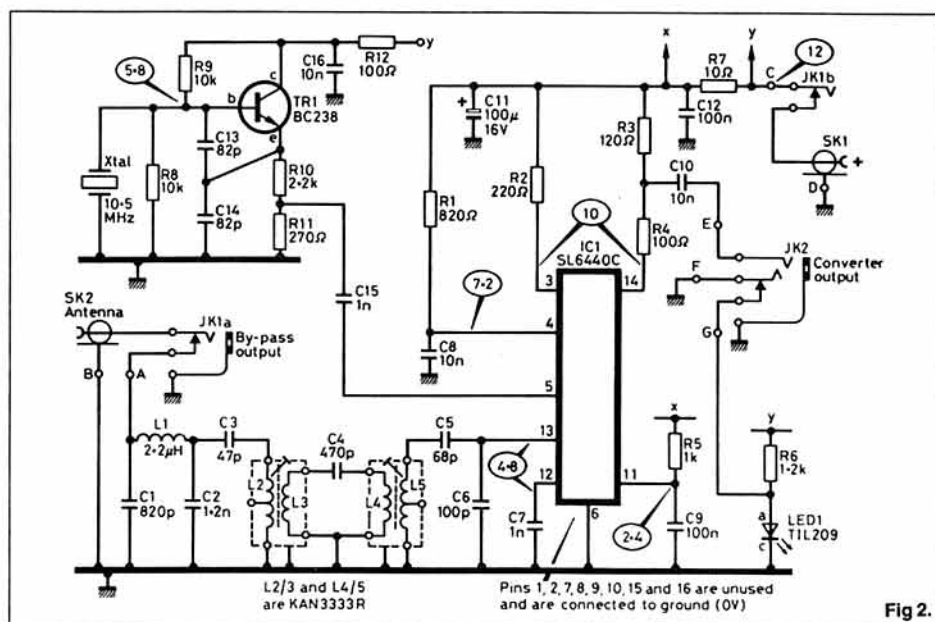 x
y
C
12
JK1b
SK1
+
D
R9
10k
5·8
b
c
e
TR1
BC238
C16
10n
R12
100Ω
y
Xtal
10·5
MHz
R8
10k
C13
82p
C14
82p
R10
2·2k
R11
270Ω
C15
1n
+
C11
100μ
16V
R1
820Ω
R2
220Ω
R3
120Ω
R7
10Ω
C12
100n
C10
10n
R4
100Ω
10
IC1
SL6440C
3
14
4
5
13
12
11
6
7·2
C8
10n
E
F
G
JK2
Converter
output
SK2
Antenna
JK1a
By-pass
output
B
A
L1
2·2μH
C1
820p
C2
1·2n
C3
47p
L2
L3
C4
470p
L4
L5
C5
68p
C6
100p
4·8
C7
1n
2·4
x
R5
1k
C9
100n
y
R6
1·2k
a
c
LED1
TIL209
L2/3 and L4/5
are KAN3333R
Pins 1, 2, 7, 8, 9, 10, 15 and 16 are unused
and are connected to ground (0V)
Fig 2.